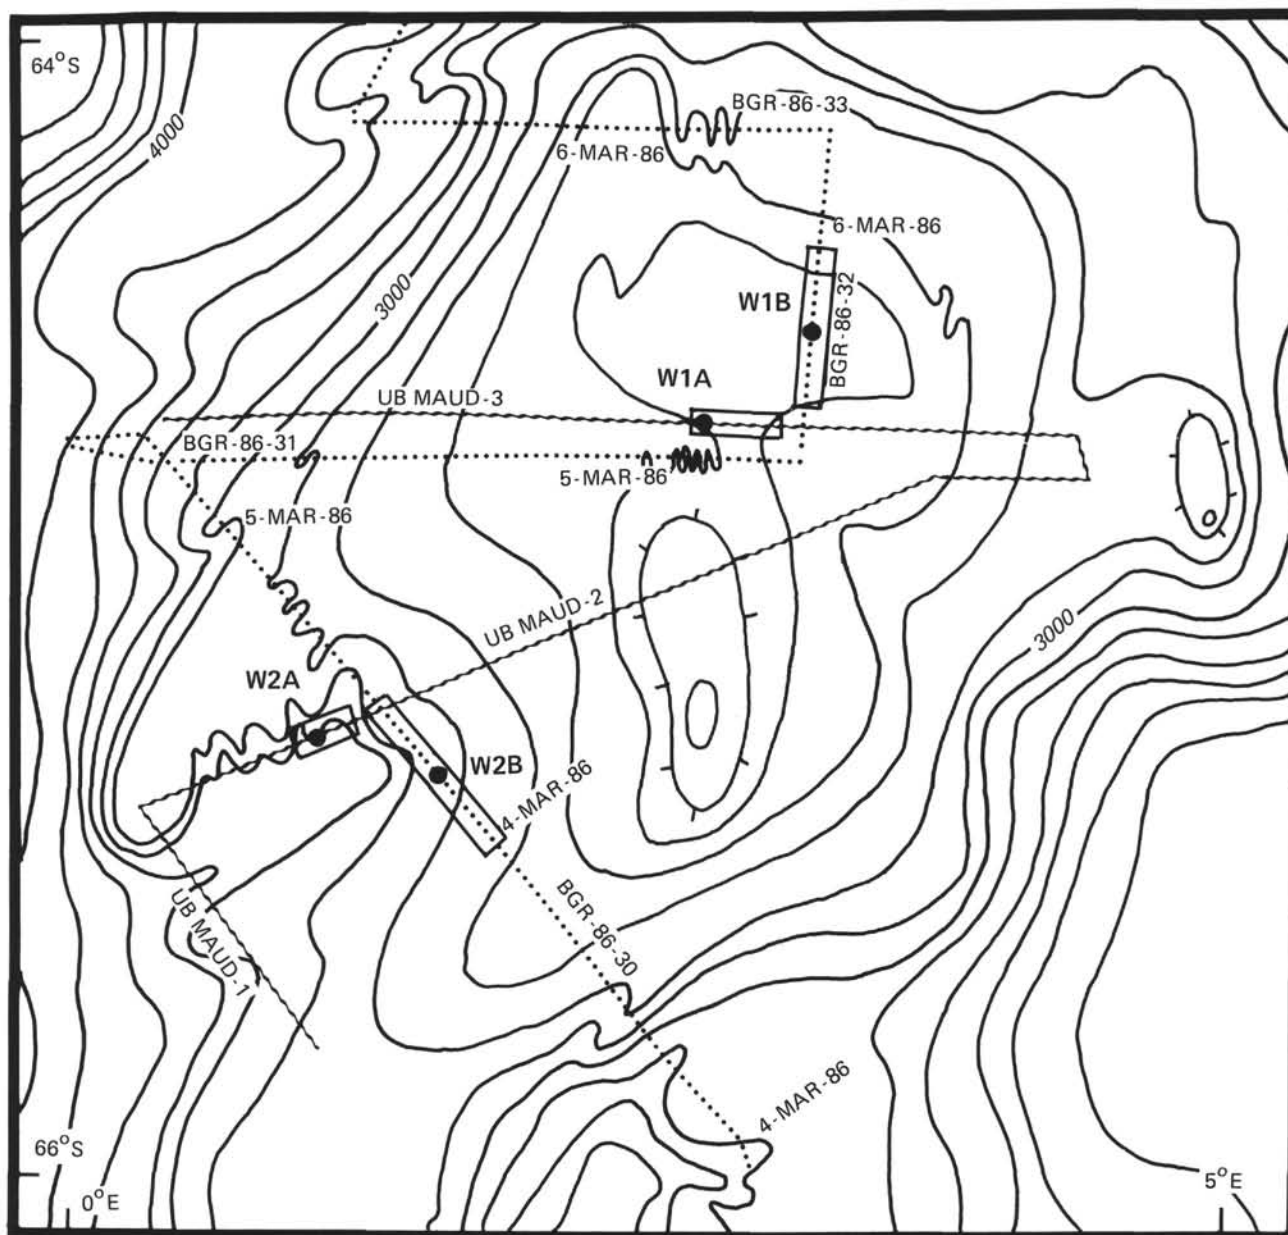 64°S
4000
BGR-86-33
6-MAR-86
6-MAR-86
3000
W1B
BGR-86-32
W1A
UB MAUD-3
BGR-86-31
5-MAR-86
5-MAR-86
UB MAUD-2
3000
W2A
W2B
4-MAR-86
BGR-86-30
UB MAUD-1
4-MAR-86
66°S
0°E
5°E